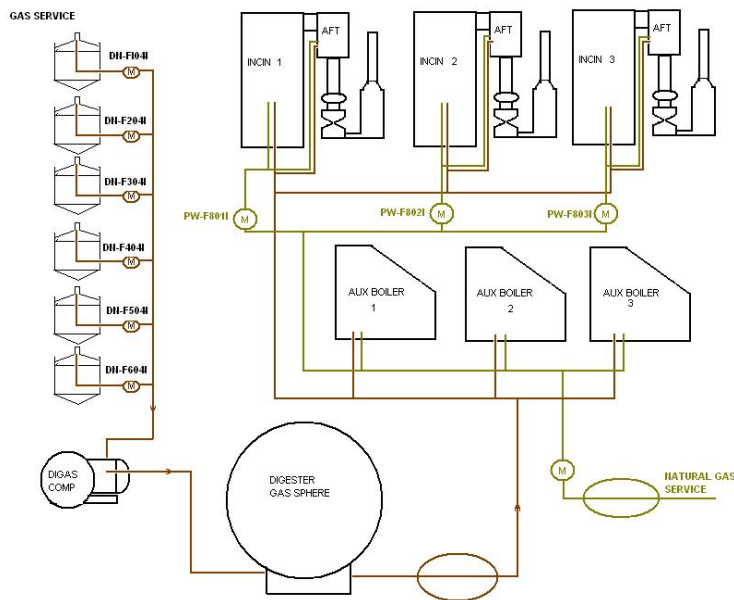 GAS SERVICE
DN-F104I
M
DN-F204I
M
DN-F304I
M
DN-F404I
M
DN-F504I
M
DN-F604I
M
INCIN 1
AFT
INCIN 2
AFT
INCIN 3
AFT
PW-F801I
M
PW-F802I
M
PW-F803I
M
AUX BOILER
1
AUX BOILER
2
AUX BOILER
3
DIGAS
COMP
DIGESTER
GAS SPHERE
M
NATURAL GAS
SERVICE